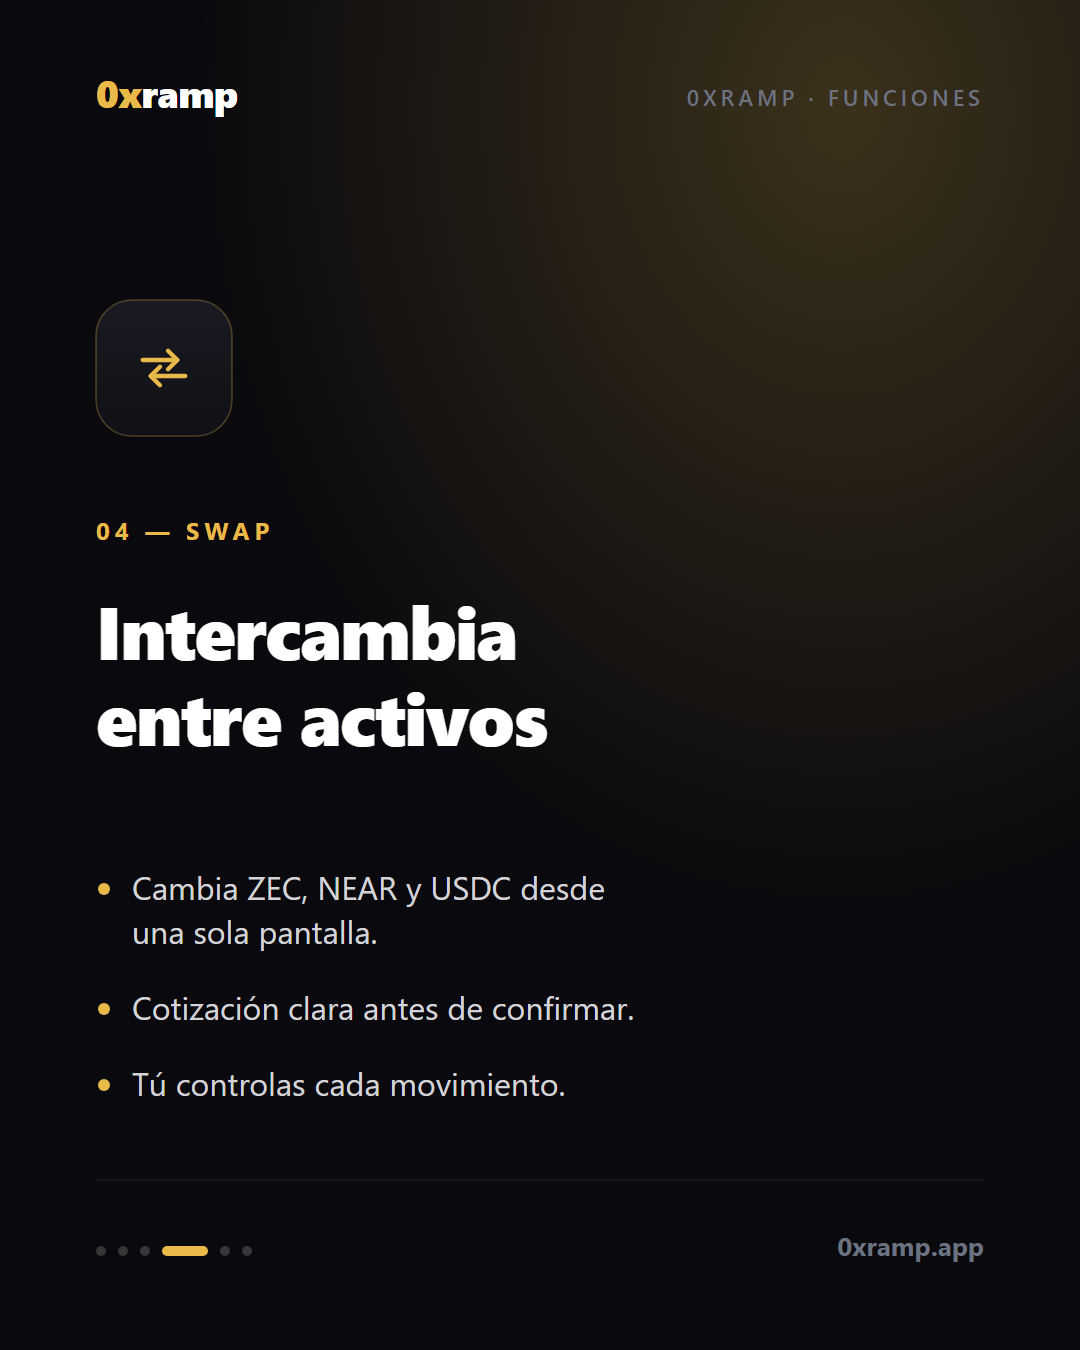 0xramp
0XRAMP · FUNCIONES
04 — SWAP
Intercambia
entre activos
Cambia ZEC, NEAR y USDC desde
una sola pantalla.
Cotización clara antes de confirmar.
Tú controlas cada movimiento.
0xramp.app